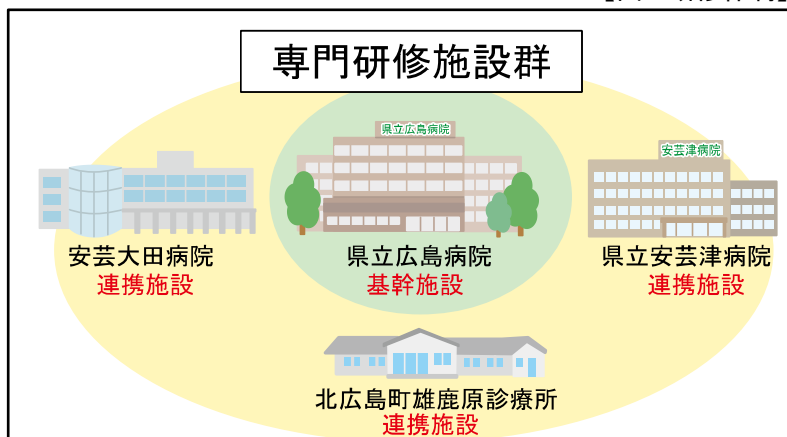 専門研修施設群
県立広島病院
安芸津病院
安芸大田病院
連携施設
県立広島病院
基幹施設
県立安芸津病院
連携施設
北広島町雄鹿原診療所
連携施設